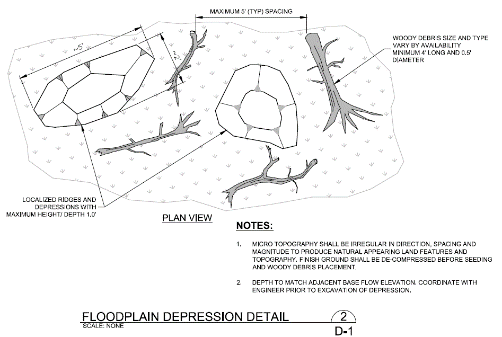 MAXIMUM 5' (TYP) SPACING
WOODY DEBRIS SIZE AND TYPE
VARY BY AVAILABILITY
MINIMUM 4' LONG AND 0.5'
DIAMETER
LOCALIZED RIDGES AND
DEPRESSIONS WITH
MAXIMUM HEIGHT/ DEPTH 1.0'
PLAN VIEW
NOTES:
1. MICRO TOPOGRAPHY SHALL BE IRREGULAR IN DIRECTION, SPACING AND
MAGNITUDE TO PRODUCE NATURAL APPEARING LAND FEATURES AND
TOPOGRAPHY. FINISH GROUND SHALL BE DE-COMPRESSED BEFORE SEEDING
AND WOODY DEBRIS PLACEMENT.
2. DEPTH TO MATCH ADJACENT BASE FLOW ELEVATION. COORDINATE WITH
ENGINEER PRIOR TO EXCAVATION OF DEPRESSION.
FLOODPLAIN DEPRESSION DETAIL
SCALE: NONE
2
D-1